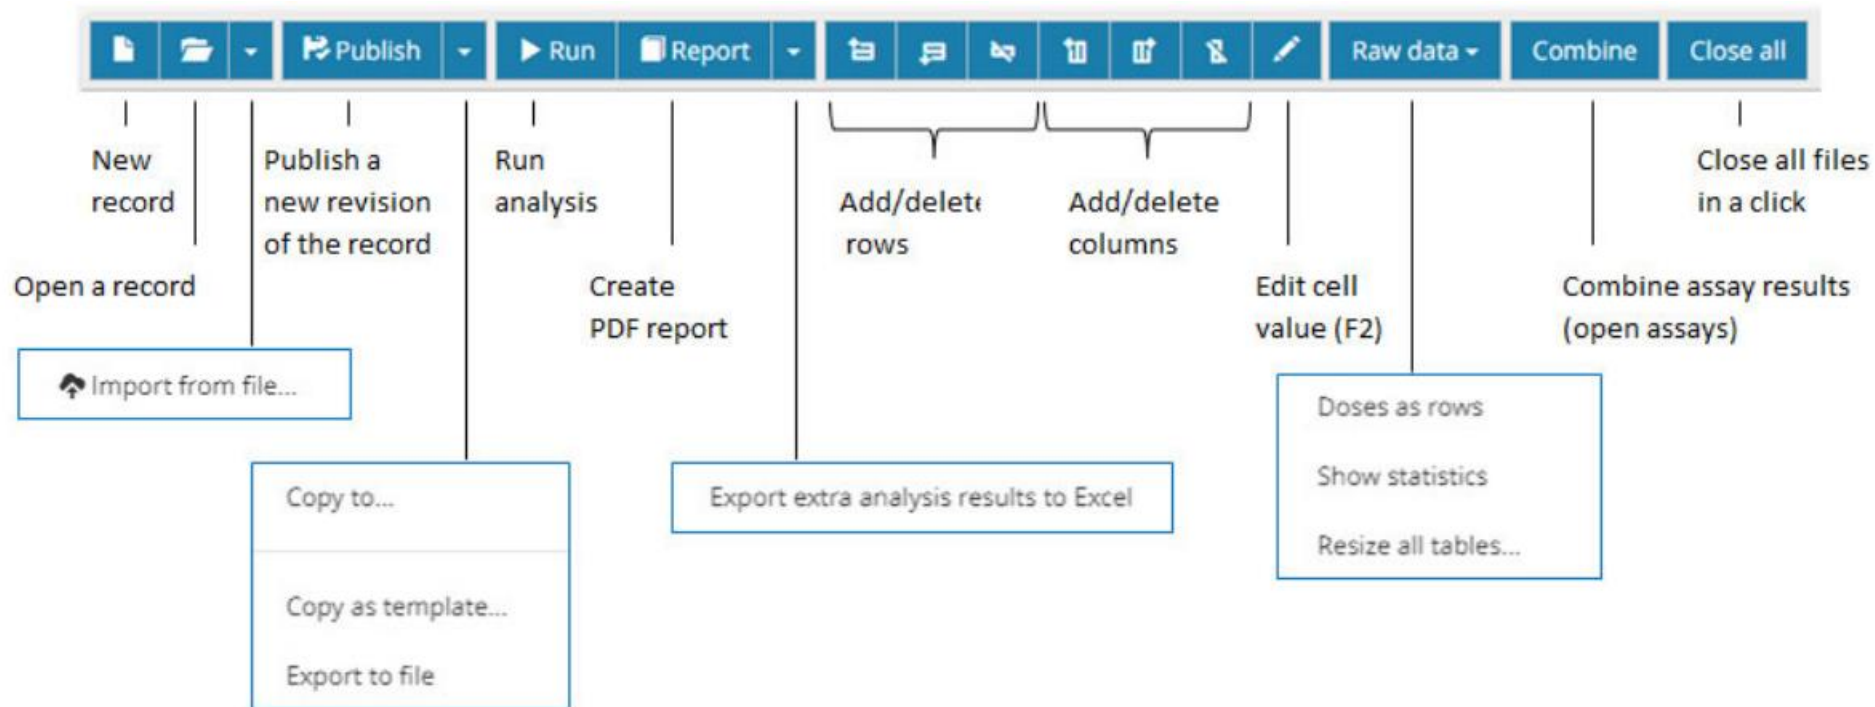 Publish
Run
Report
Raw data
Combine
Close all
New
record
Publish a
new revision
of the record
Run
analysis
Add/delete
rows
Add/delete
columns
Close all files
in a click
Open a record
Create
PDF report
Edit cell
value (F2)
Combine assay results
(open assays)
Import from file...
Copy to...
Copy as template...
Export to file
Export extra analysis results to Excel
Doses as rows
Show statistics
Resize all tables...